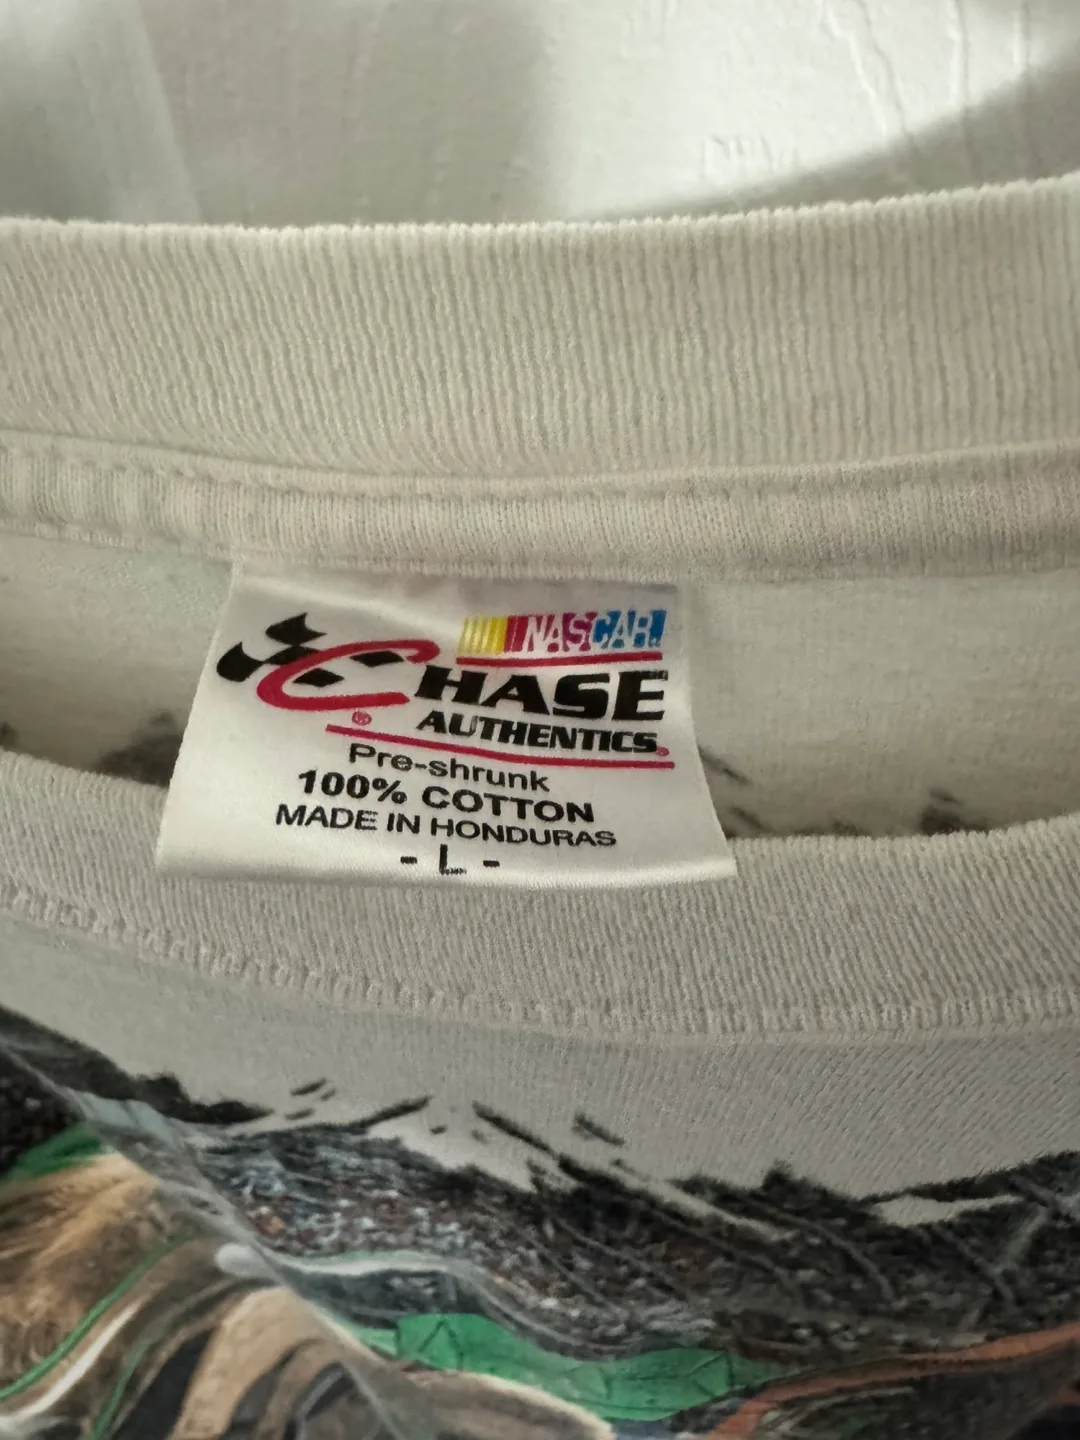 NASCAR.
CHASE
AUTHENTICS®
®
Pre-shrunk
100% COTTON
MADE IN HONDURAS
- L -